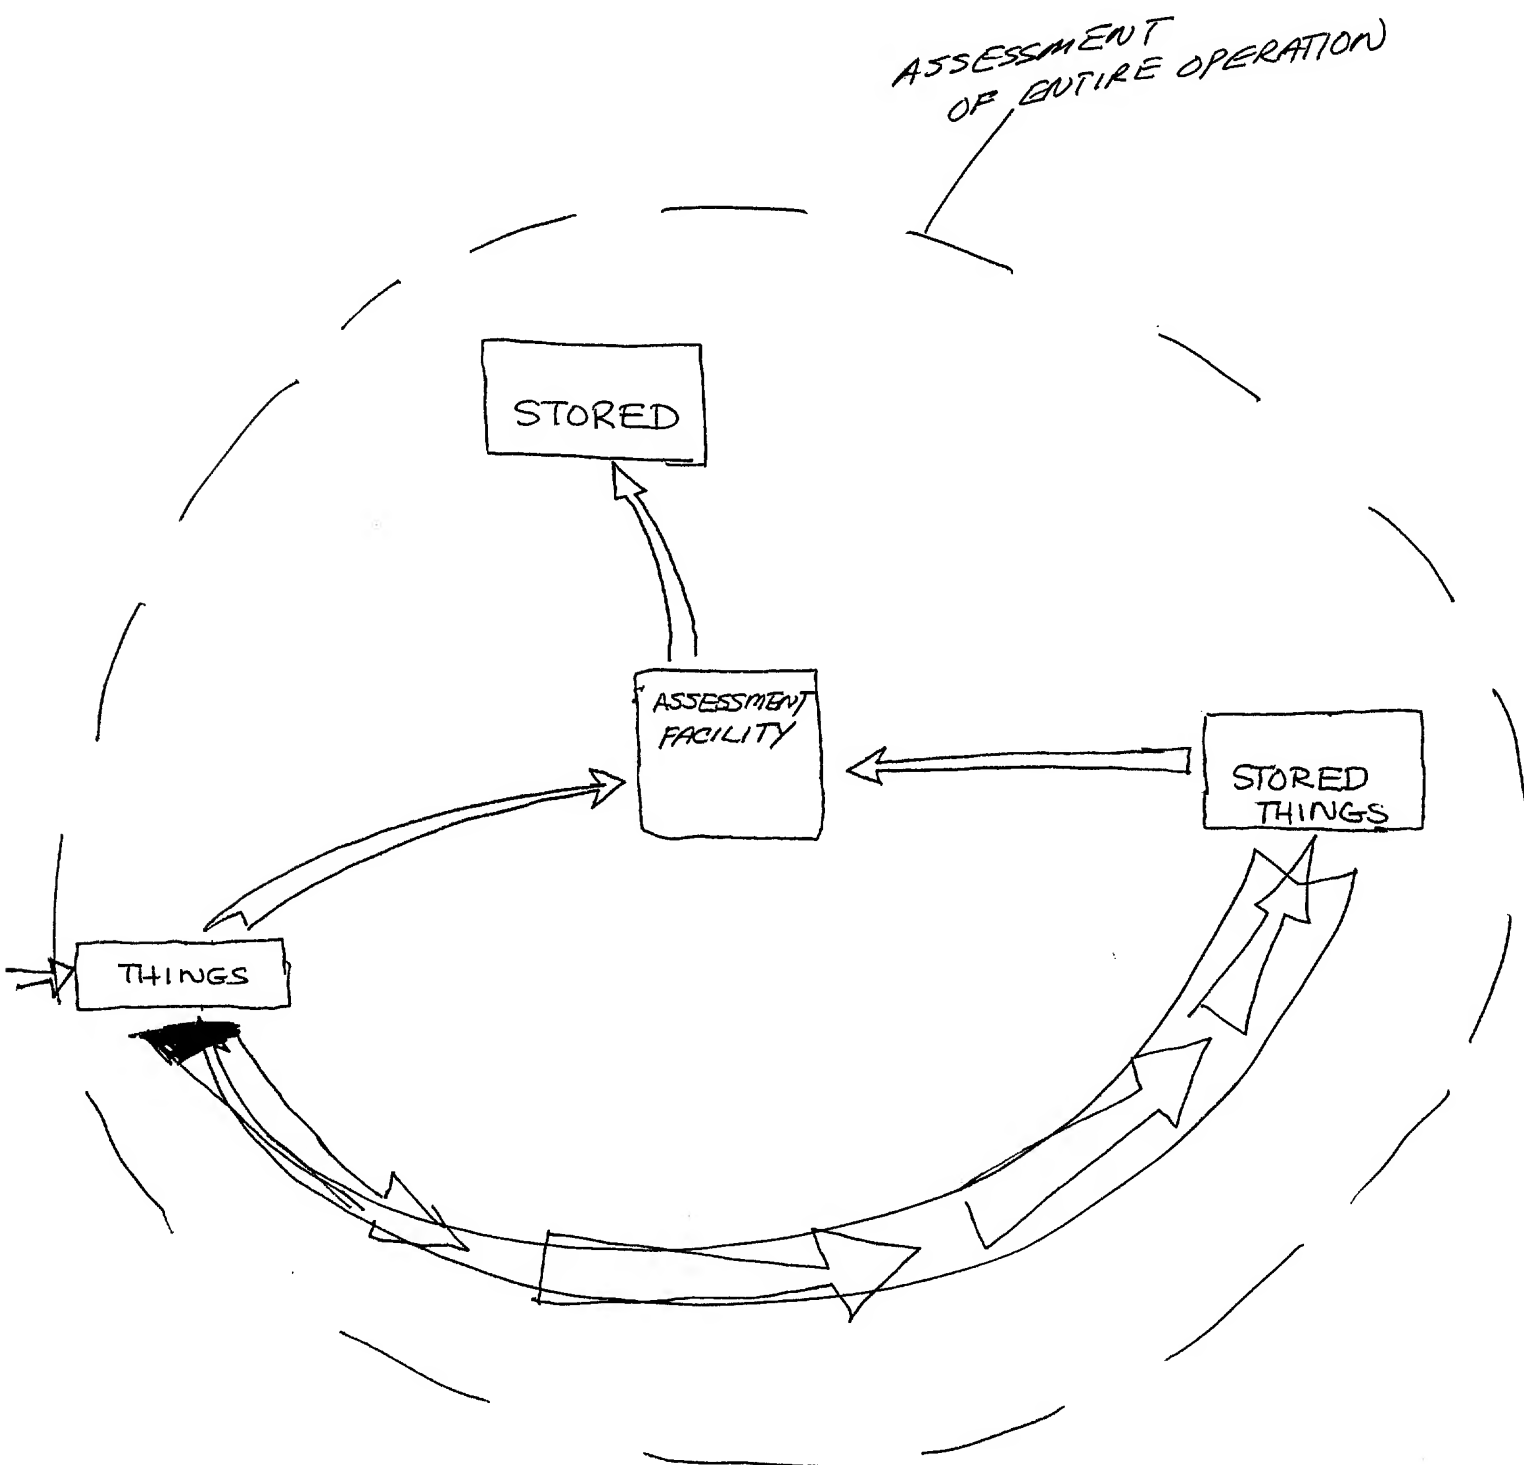 ASSESSMENT
OF ENTIRE OPERATION
STORED
ASSESSMENT
FACILITY
STORED
THINGS
THINGS